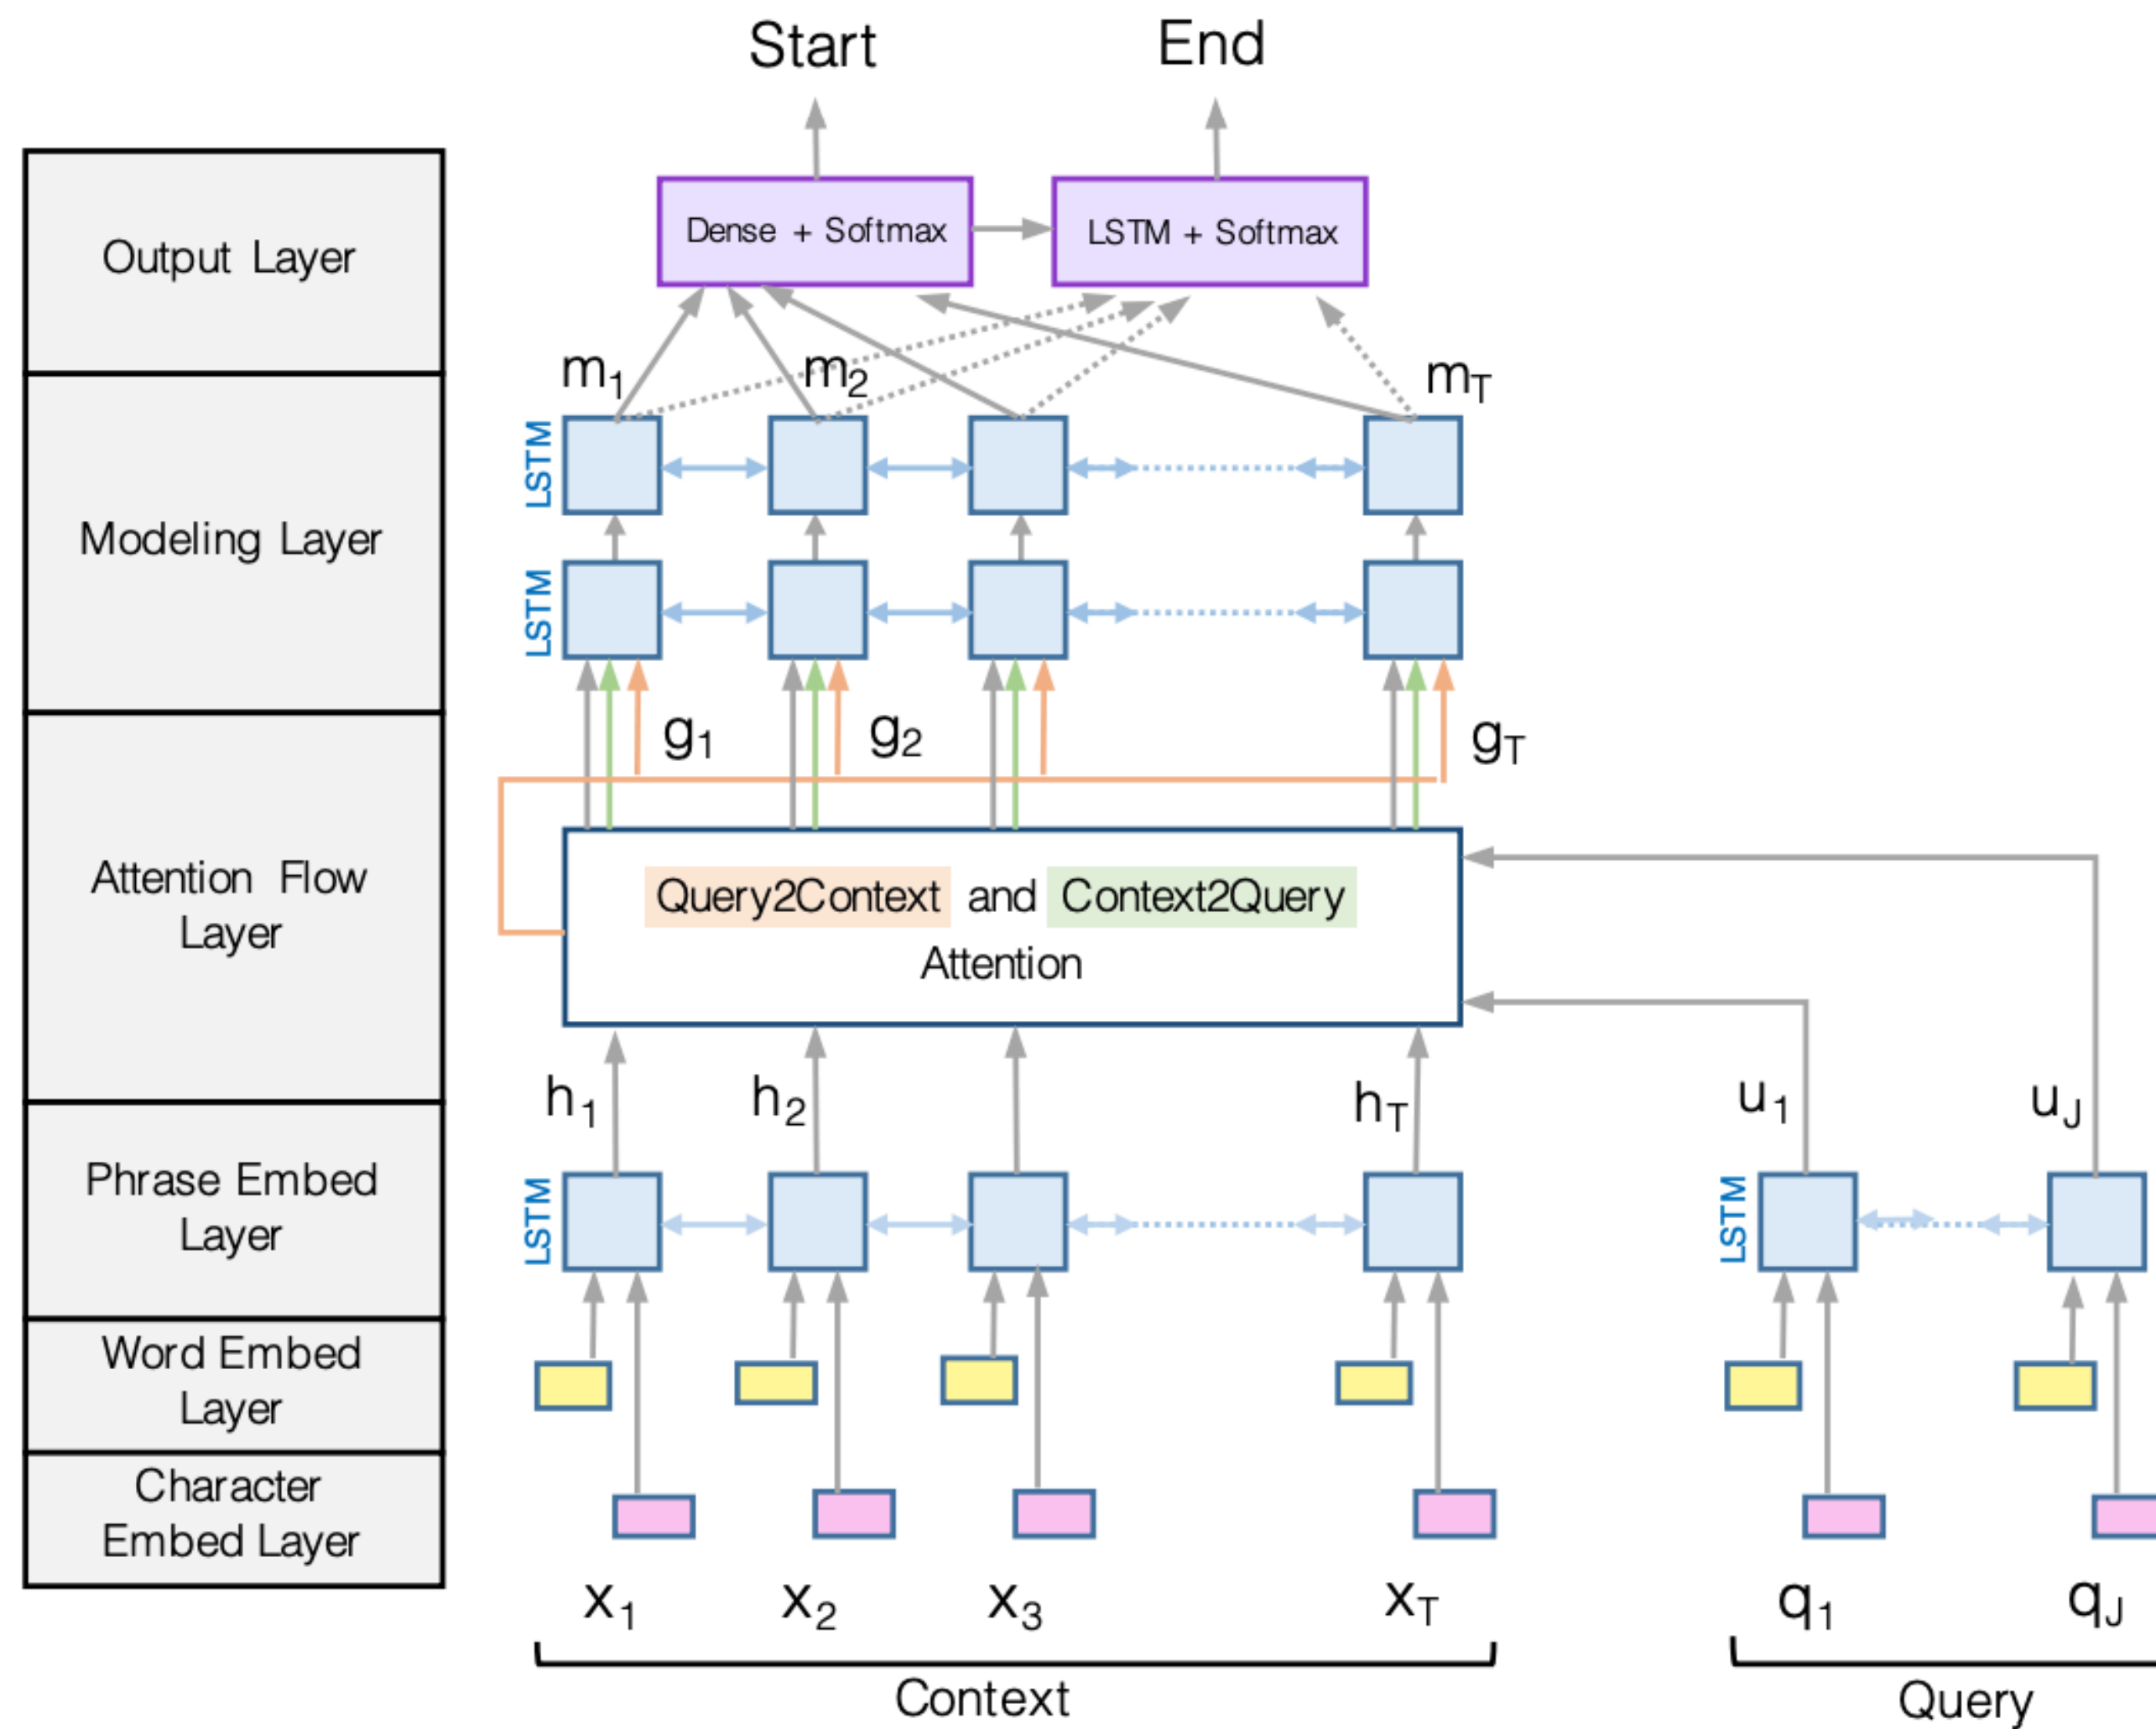 Start
End
Output Layer
Dense + Softmax
LSTM + Softmax
m1
m2
mT
Modeling Layer
LSTM
LSTM
g1
g2
gT
Attention Flow
Layer
Query2Context and Context2Query
Attention
h1
h2
hT
u1
uJ
Phrase Embed
Layer
LSTM
LSTM
Word Embed
Layer
Character
Embed Layer
x1
x2
x3
xT
q1
qJ
Context
Query